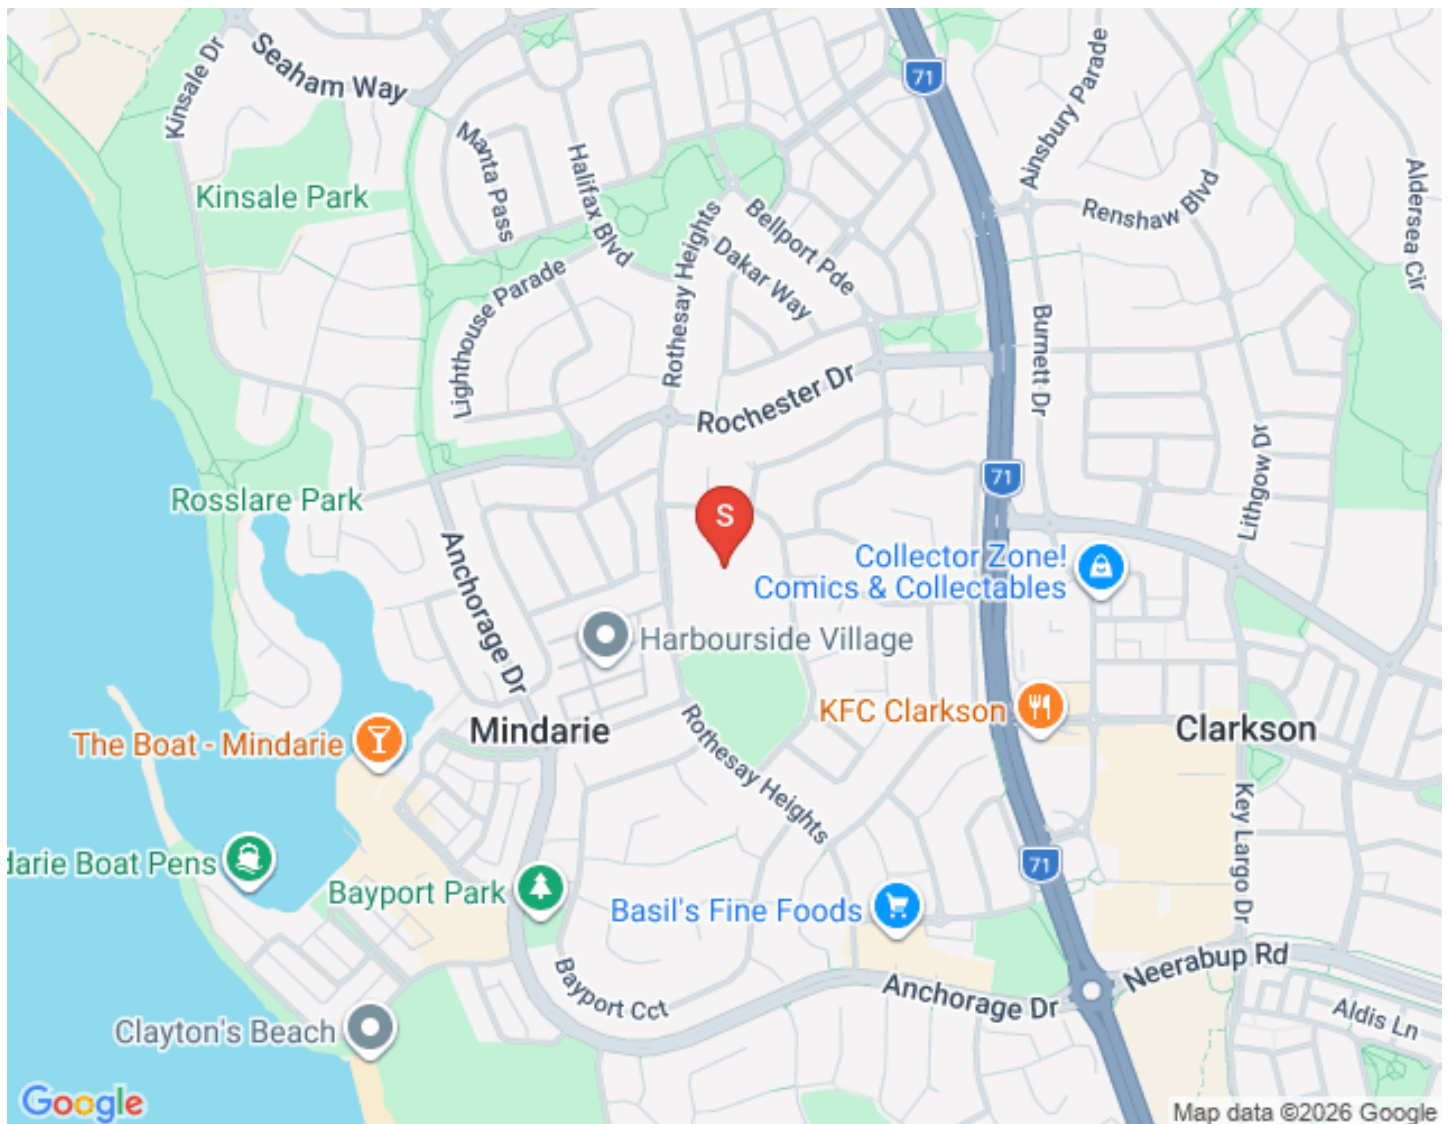 71
Seaham Way
Kinsale Dr
Ainsbury Parade
Manta Pass
Halifax Blvd
Aldersea Cir
Kinsale Park
Renshaw Blvd
Bellport Pde
Rothesay Heights
Dakar Way
Lighthouse Parade
Burnett Dr
Rochester Dr
Lithgow Dr
71
Rosslare Park
S
Anchorage Dr
Collector Zone!
Comics & Collectables
Harbourside Village
KFC Clarkson
Mindarie
Clarkson
The Boat - Mindarie
Rothesay Heights
Key Largo Dr
darie Boat Pens
71
Bayport Park
Basil's Fine Foods
Neerabup Rd
Bayport Cct
Anchorage Dr
Aldis Ln
Clayton's Beach
Google
Map data ©2026 Google